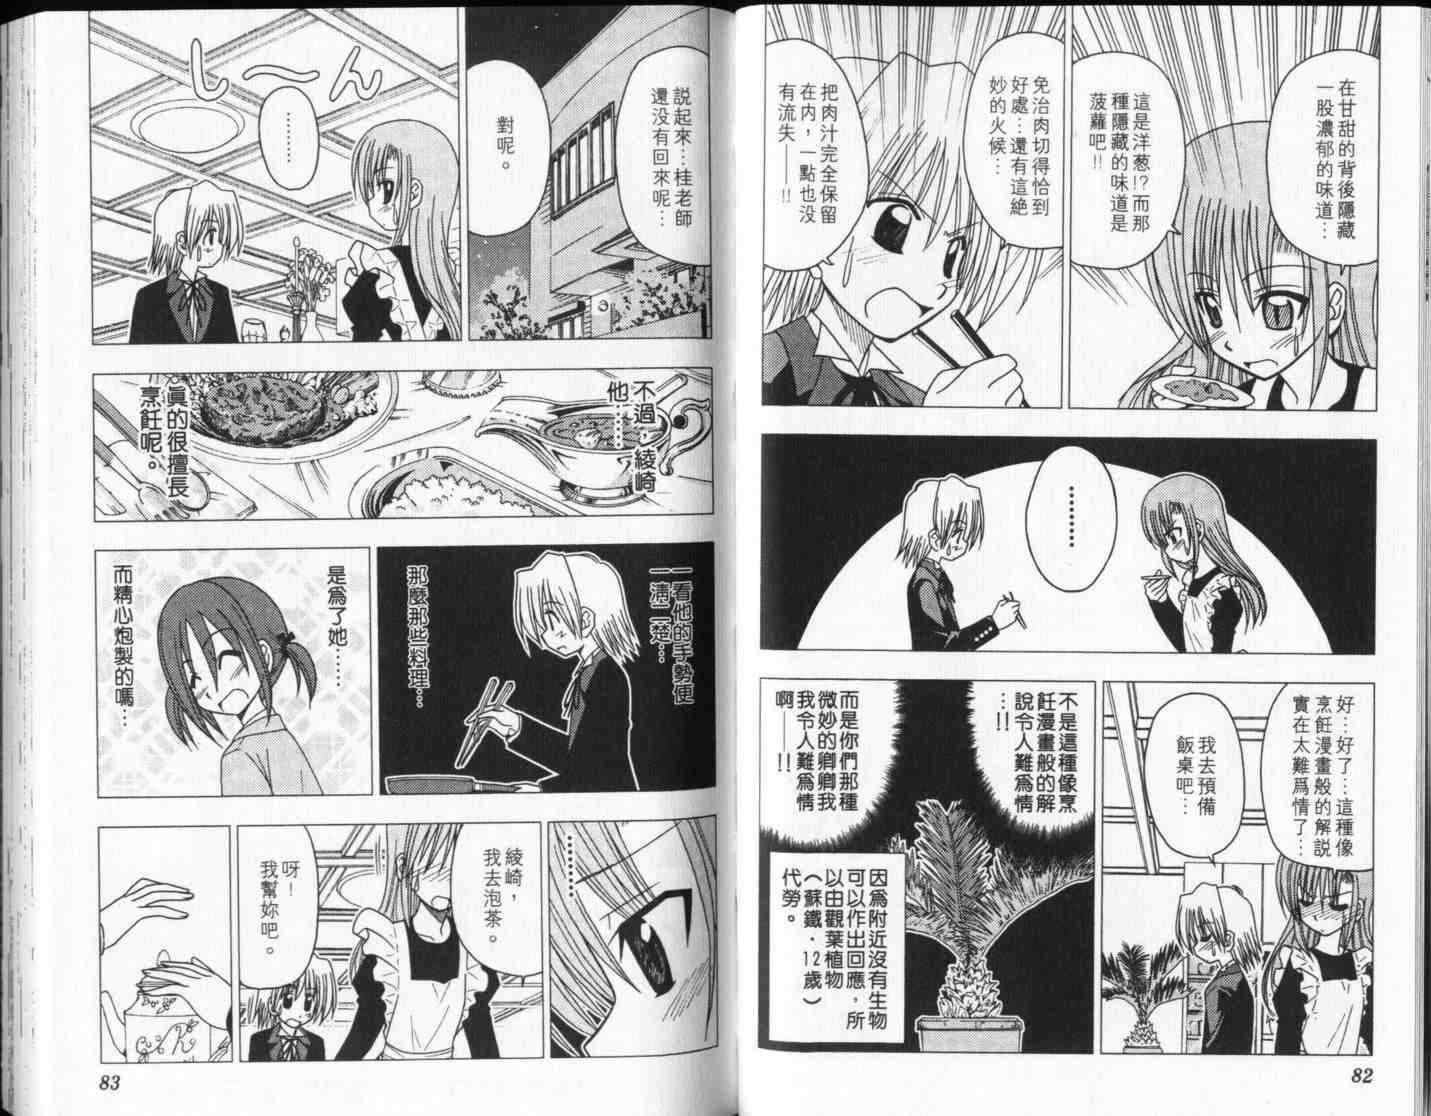 在甘甜的背後隱藏
一股濃郁的味道…
這是洋葱!?而那
種隱藏的味道是
菠蘿吧!!
免治肉切得恰到
好處…還有這絕
妙的火候…
把肉汁完全保留
在內，一點也沒
有流失——!!
………
好…好了…這種像
烹飪漫畫般的解說
實在太難爲情了…
我去預備
飯桌吧…
不是這種像烹
飪漫畫般的解
說令人難爲情
…!!
而是你們那種
微妙的卿卿我
我令人難爲情
啊——!!
因爲附近沒有生物
可以作出回應，所
以由觀葉植物
（蘇鐵·12歲）
代勞。
82
說起來…桂老師
還没有回來呢…
對呢。
し～ん
………
不過，綾崎
他……
真的很擅長
烹飪呢。
一看他的手勢便
一清二楚…
那麼那些料理…
是爲了她……
而精心炮製的嗎…
……
綾崎，
我去泡茶。
呀！
我幫妳吧。
83